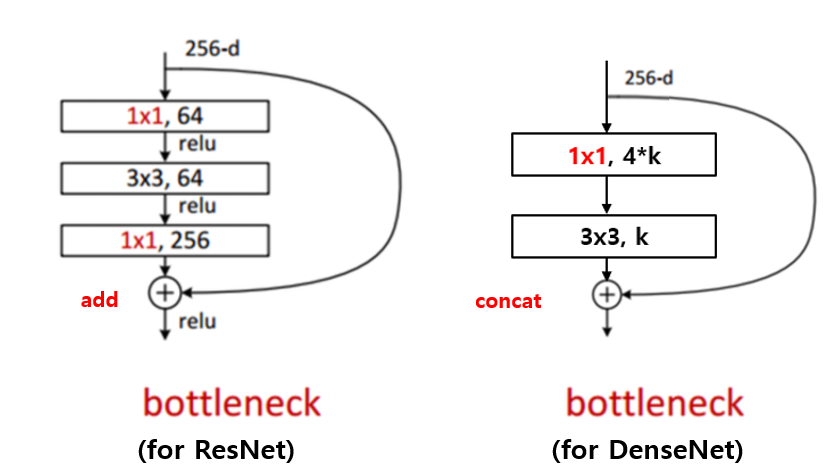 256-d
1x1, 64
relu
3x3, 64
relu
1x1, 256
add
+
relu
bottleneck
(for ResNet)
256-d
1x1, 4*k
3x3, k
concat
+
bottleneck
(for DenseNet)